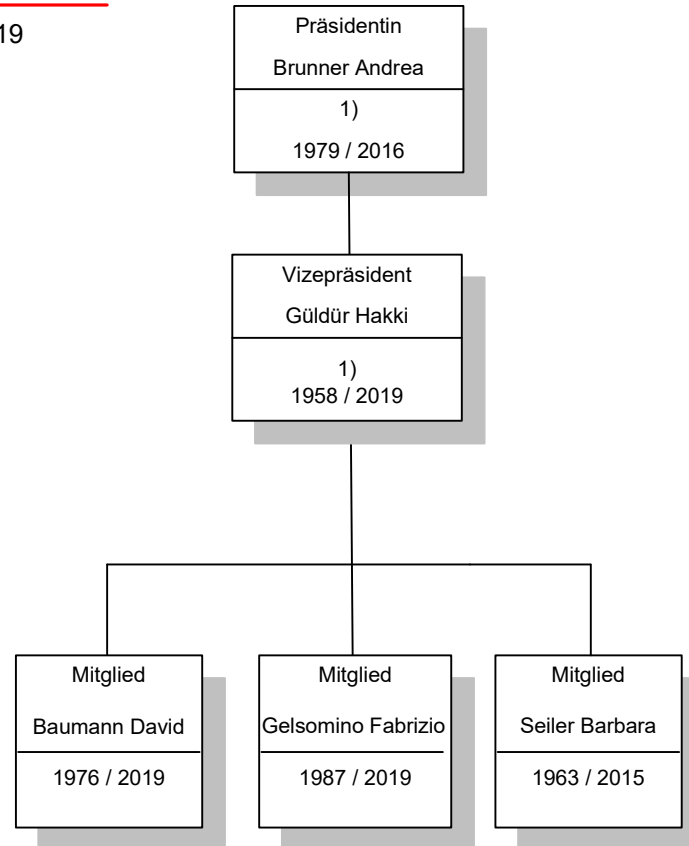 19
Präsidentin
Brunner Andrea
1)
1979 / 2016
Vizepräsident
Güldür Hakki
1)
1958 / 2019
Mitglied
Baumann David
1976 / 2019
Mitglied
Gelsomino Fabrizio
1987 / 2019
Mitglied
Seiler Barbara
1963 / 2015